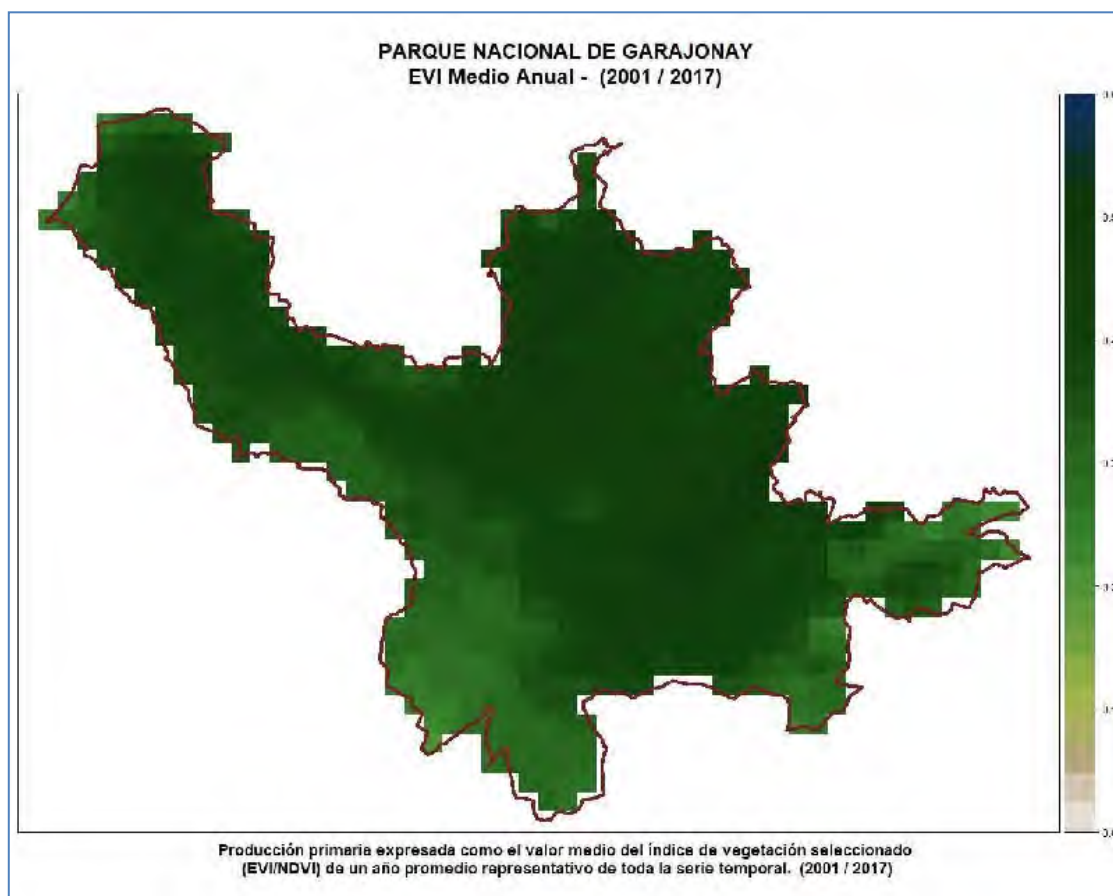 PARQUE NACIONAL DE GARAJONAY
EVI Medio Anual - (2001 / 2017)
Producción primaria expresada como el valor medio del índice de vegetación seleccionado
(EVI/NDVI) de un año promedio representativo de toda la serie temporal. (2001 / 2017)